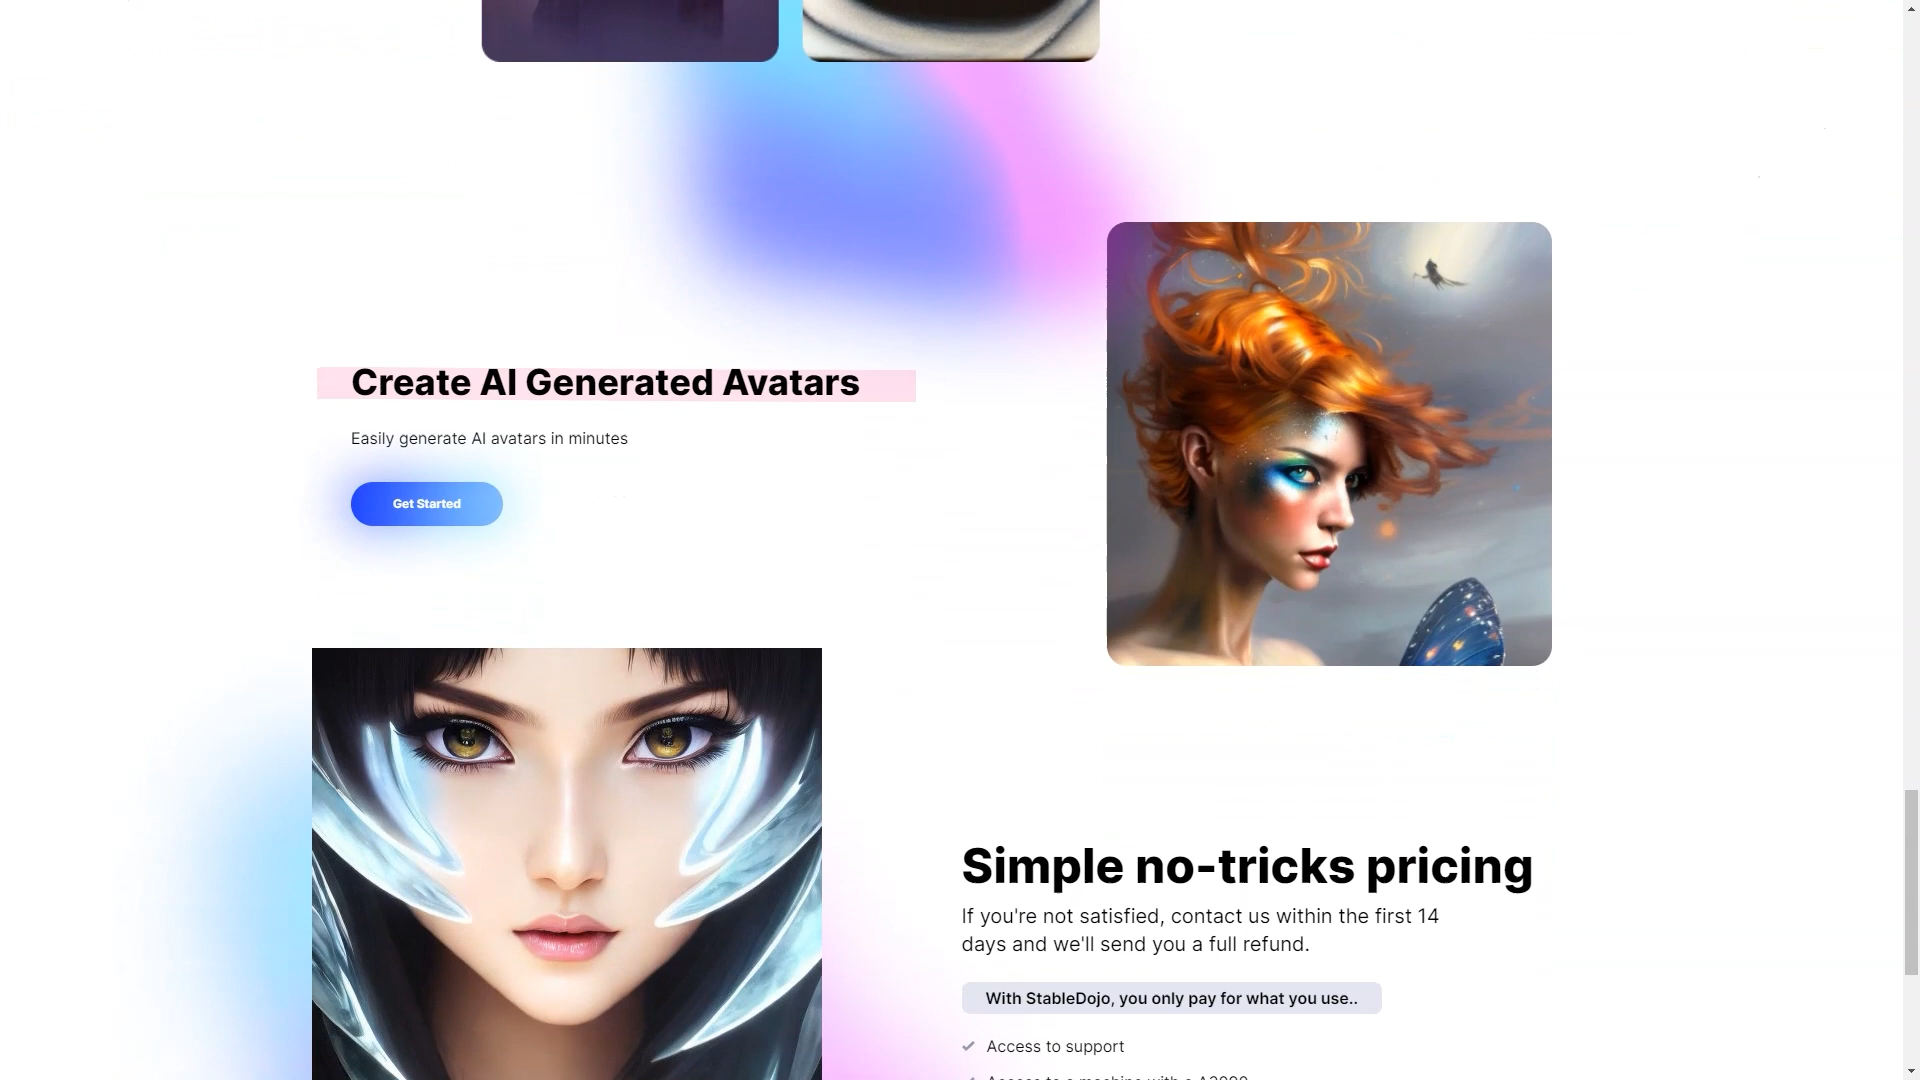 Create AI Generated Avatars
Easily generate AI avatars in minutes
Get Started
Simple no-tricks pricing
If you're not satisfied, contact us within the first 14
days and we'll send you a full refund.
With StableDojo, you only pay for what you use..
Access to support